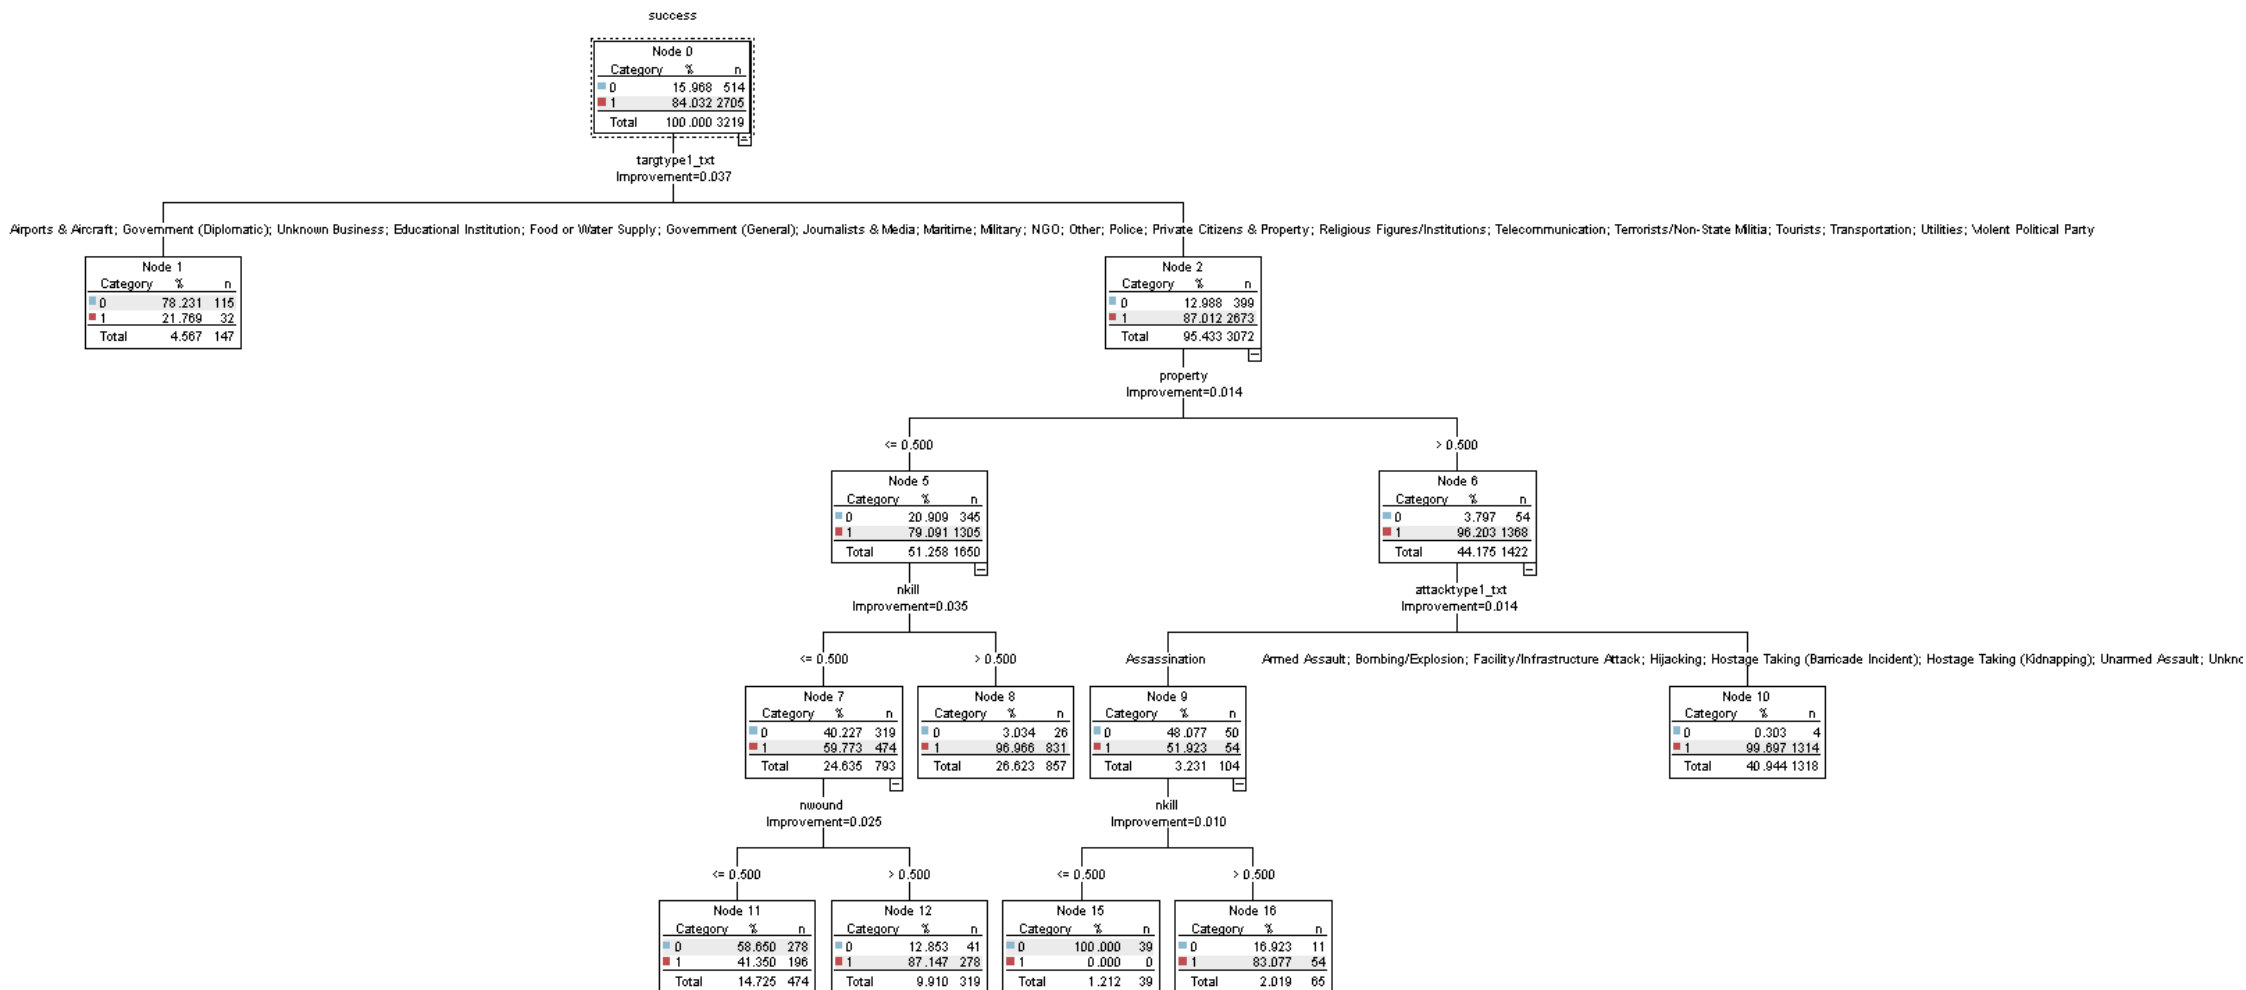 success
Node 0
Category % n
0 15.968 514
1 84.032 2705
Total 100.000 3219
targtype1_txt
Improvement=0.037
Airports & Aircraft; Government (Diplomatic); Unknown Business; Educational Institution; Food or Water Supply; Government (General); Journalists & Media; Maritime; Military; NGO; Other; Police; Private Citizens & Property; Religious Figures/Institutions; Telecommunication; Terrorists/Non-State Militia; Tourists; Transportation; Utilities; Violent Political Party
Node 1
Category % n
0 78.231 115
1 21.769 32
Total 4.567 147
Node 2
Category % n
0 12.988 399
1 87.012 2673
Total 95.433 3072
property
Improvement=0.014
<= 0.500
> 0.500
Node 5
Category % n
0 20.909 345
1 79.091 1305
Total 51.258 1650
Node 6
Category % n
0 3.797 54
1 96.203 1368
Total 44.175 1422
nkill
Improvement=0.035
attacktype1_txt
Improvement=0.014
<= 0.500
> 0.500
Assassination
Armed Assault; Bombing/Explosion; Facility/Infrastructure Attack; Hijacking; Hostage Taking (Barricade Incident); Hostage Taking (Kidnapping); Unarmed Assault;
Node 7
Category % n
0 40.227 319
1 59.773 474
Total 24.635 793
Node 8
Category % n
0 3.034 26
1 96.966 831
Total 26.623 857
Node 9
Category % n
0 48.077 50
1 51.923 54
Total 3.231 104
Node 10
Category % n
0 0.303 4
1 99.697 1314
Total 40.944 1318
nwound
Improvement=0.025
nkill
Improvement=0.010
<= 0.500
> 0.500
<= 0.500
> 0.500
Node 11
Category % n
0 58.650 278
1 41.350 196
Total 14.725 474
Node 12
Category % n
0 12.853 41
1 87.147 278
Total 9.910 319
Node 15
Category % n
0 100.000 39
1 0.000 0
Total 1.212 39
Node 16
Category % n
0 16.923 11
1 83.077 54
Total 2.019 65